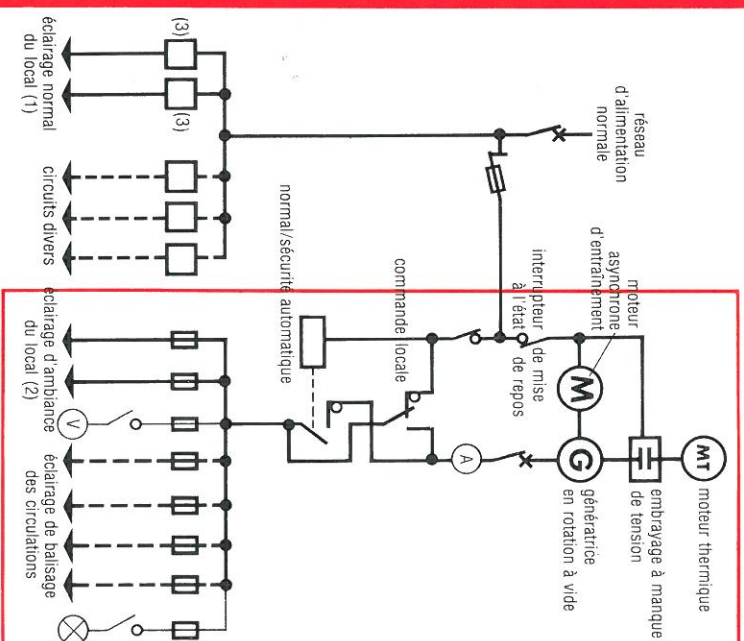 réseau
d'alimentation
normale
(3)
(3)
éclairage normal
du local (1)
circuits divers
moteur thermique
MT
embrayage à manque
de tension
génératrice
en rotation à vide
G
M
moteur
asynchrone
d'entraînement
interrupteur de mise
à l'état de repos
A
commande locale
normal/sécurité automatique
éclairage d'ambiance
du local (2)
V
éclairage de balisage
des circulations